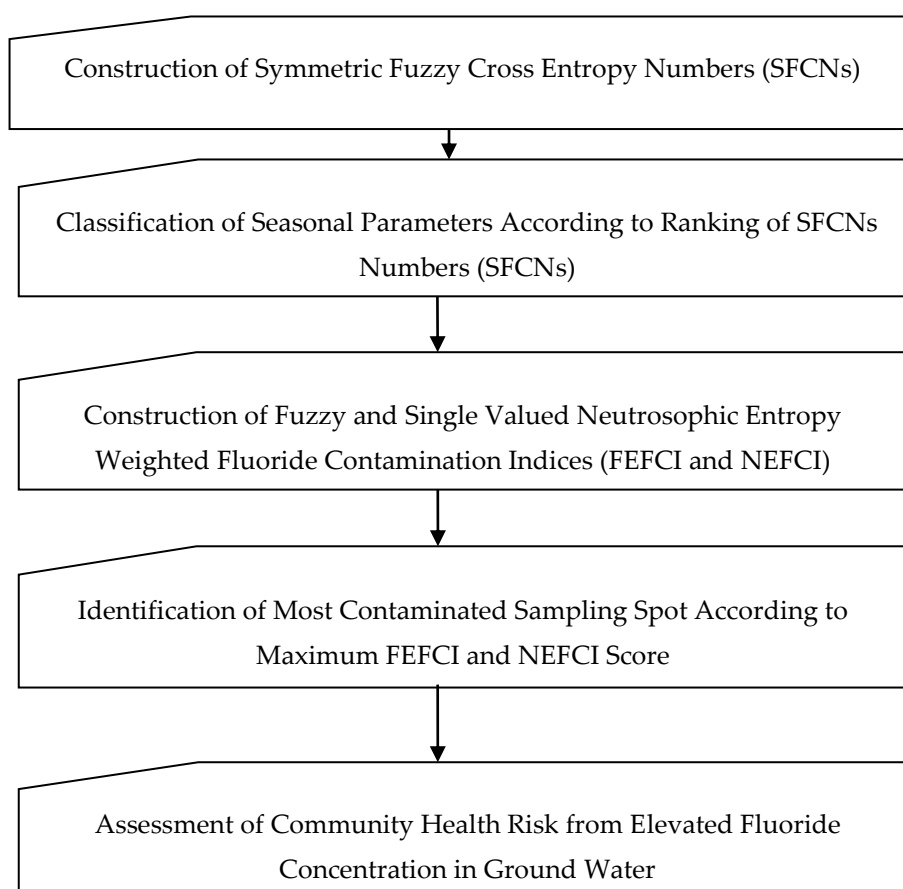 Construction of Symmetric Fuzzy Cross Entropy Numbers (SFCNs)
Classification of Seasonal Parameters According to Ranking of SFCNs
Numbers (SFCNs)
Construction of Fuzzy and Single Valued Neutrosophic Entropy
Weighted Fluoride Contamination Indices (FEFCI and NEFCI)
Identification of Most Contaminated Sampling Spot According to
Maximum FEFCI and NEFCI Score
Assessment of Community Health Risk from Elevated Fluoride
Concentration in Ground Water